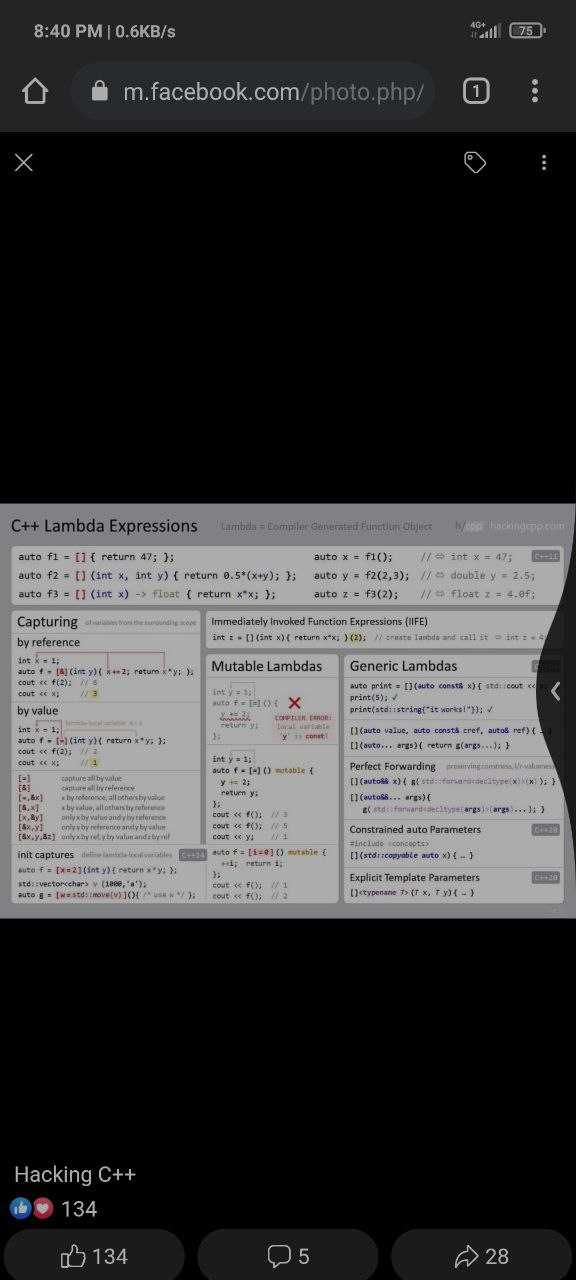 8:40 PM | 0.6KB/s
4G+
75
m.facebook.com/photo.php/
1
C++ Lambda Expressions
Lambda = Compiler Generated Function Object
h/cpp hackingcpp.com
auto f1 = [] { return 47; }; auto x = f1(); // ⇔ int x = 47; C++11
auto f2 = [] (int x, int y) { return 0.5*(x+y); }; auto y = f2(2,3); // ⇔ double y = 2.5;
auto f3 = [] (int x) -> float { return x*x; }; auto z = f3(2); // ⇔ float z = 4.0f;
Capturing of variables from the surrounding scope
by reference
int x = 1;
auto f = [&](int y){ x+=2; return x*y; };
cout << f(2); // 6
cout << x; // 3
by value
lambda-local variable x = 1
int x = 1;
auto f = [=](int y){ return x*y; };
cout << f(2); // 2
cout << x; // 1
[=] capture all by value
[&] capture all by reference
[=,&x] x by reference, all others by value
[&,x] x by value, all others by reference
[x,&y] only x by value and y by reference
[&x,y] only x by reference and y by value
[&x,y,&z] only x by ref, y by value and z by ref
init captures define lambda-local variables C++14
auto f = [x=2](int y){ return x*y; };
std::vector<char> v (1000,'a');
auto g = [w=std::move(v)](){ /* use w */ };
Immediately Invoked Function Expressions (IIFE)
int z = [](int x){ return x*x; }(2); // create lambda and call it ⇔ int z = 4
Mutable Lambdas
int y = 1;
auto f = [=] () {
y += 2;
return y;
};
COMPILER ERROR:
local variable
'y' is const!
int y = 1;
auto f = [=] () mutable {
y += 2;
return y;
};
cout << f(); // 3
cout << f(); // 5
cout << y; // 1
auto f = [i=0] () mutable {
++i; return i;
};
cout << f(); // 1
cout << f(); // 2
Generic Lambdas
auto print = [](auto const& x){ std::cout <<
print(5); ✓
print(std::string{"it works!"}); ✓
[](auto value, auto const& cref, auto& ref){
[](auto... args){ return g(args...); }
Perfect Forwarding preserving constness, l/r-valueness
[](auto&& x){ g( std::forward<decltype(x)>(x) ); }
[](auto&&... args){
g( std::forward<decltype(args)>(args)...); }
Constrained auto Parameters C++20
#include <concepts>
[](std::copyable auto x){ … }
Explicit Template Parameters C++20
[]<typename T>(T x, T y){ … }
Hacking C++
134
134
5
28